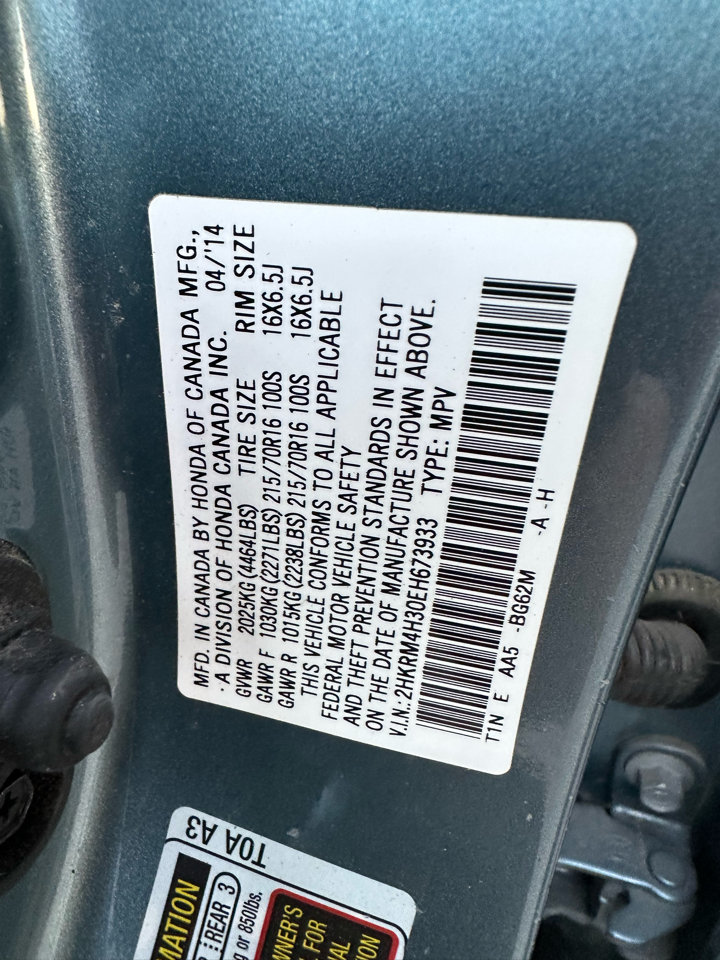 MFD. IN CANADA BY HONDA OF CANADA MFG.,
· A DIVISION OF HONDA CANADA INC. 04/'14
GVWR 2025KG (4464LBS) TIRE SIZE RIM SIZE
GAWR F 1030KG(2271LBS) 215/70R16 100S 16X6.5J
GAWR R 1015KG(2238LBS) 215/70R16 100S 16X6.5J
THIS VEHICLE CONFORMS TO ALL APPLICABLE
FEDERAL MOTOR VEHICLE SAFETY
AND THEFT PREVENTION STANDARDS IN EFFECT
ON THE DATE OF MANUFACTURE SHOWN ABOVE.
V.I.N.: 2HKRM4H30EH673933 TYPE: MPV
T1N E AA5 -BG62M -A -H
T0A A3
REAR 3
or 850lbs.
FOR